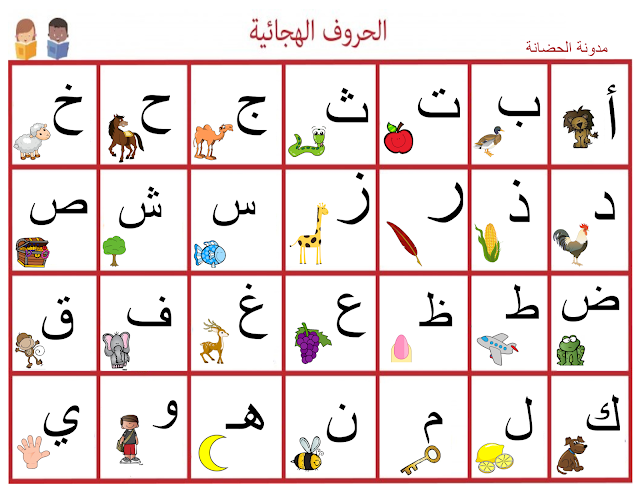 الحروف الهجائية
مدونة الحضانة
أ ب ت ث ج ح خ
د ذ ر ز س ش ص
ض ط ظ ع غ ف ق
ك ل م ن هـ و ي